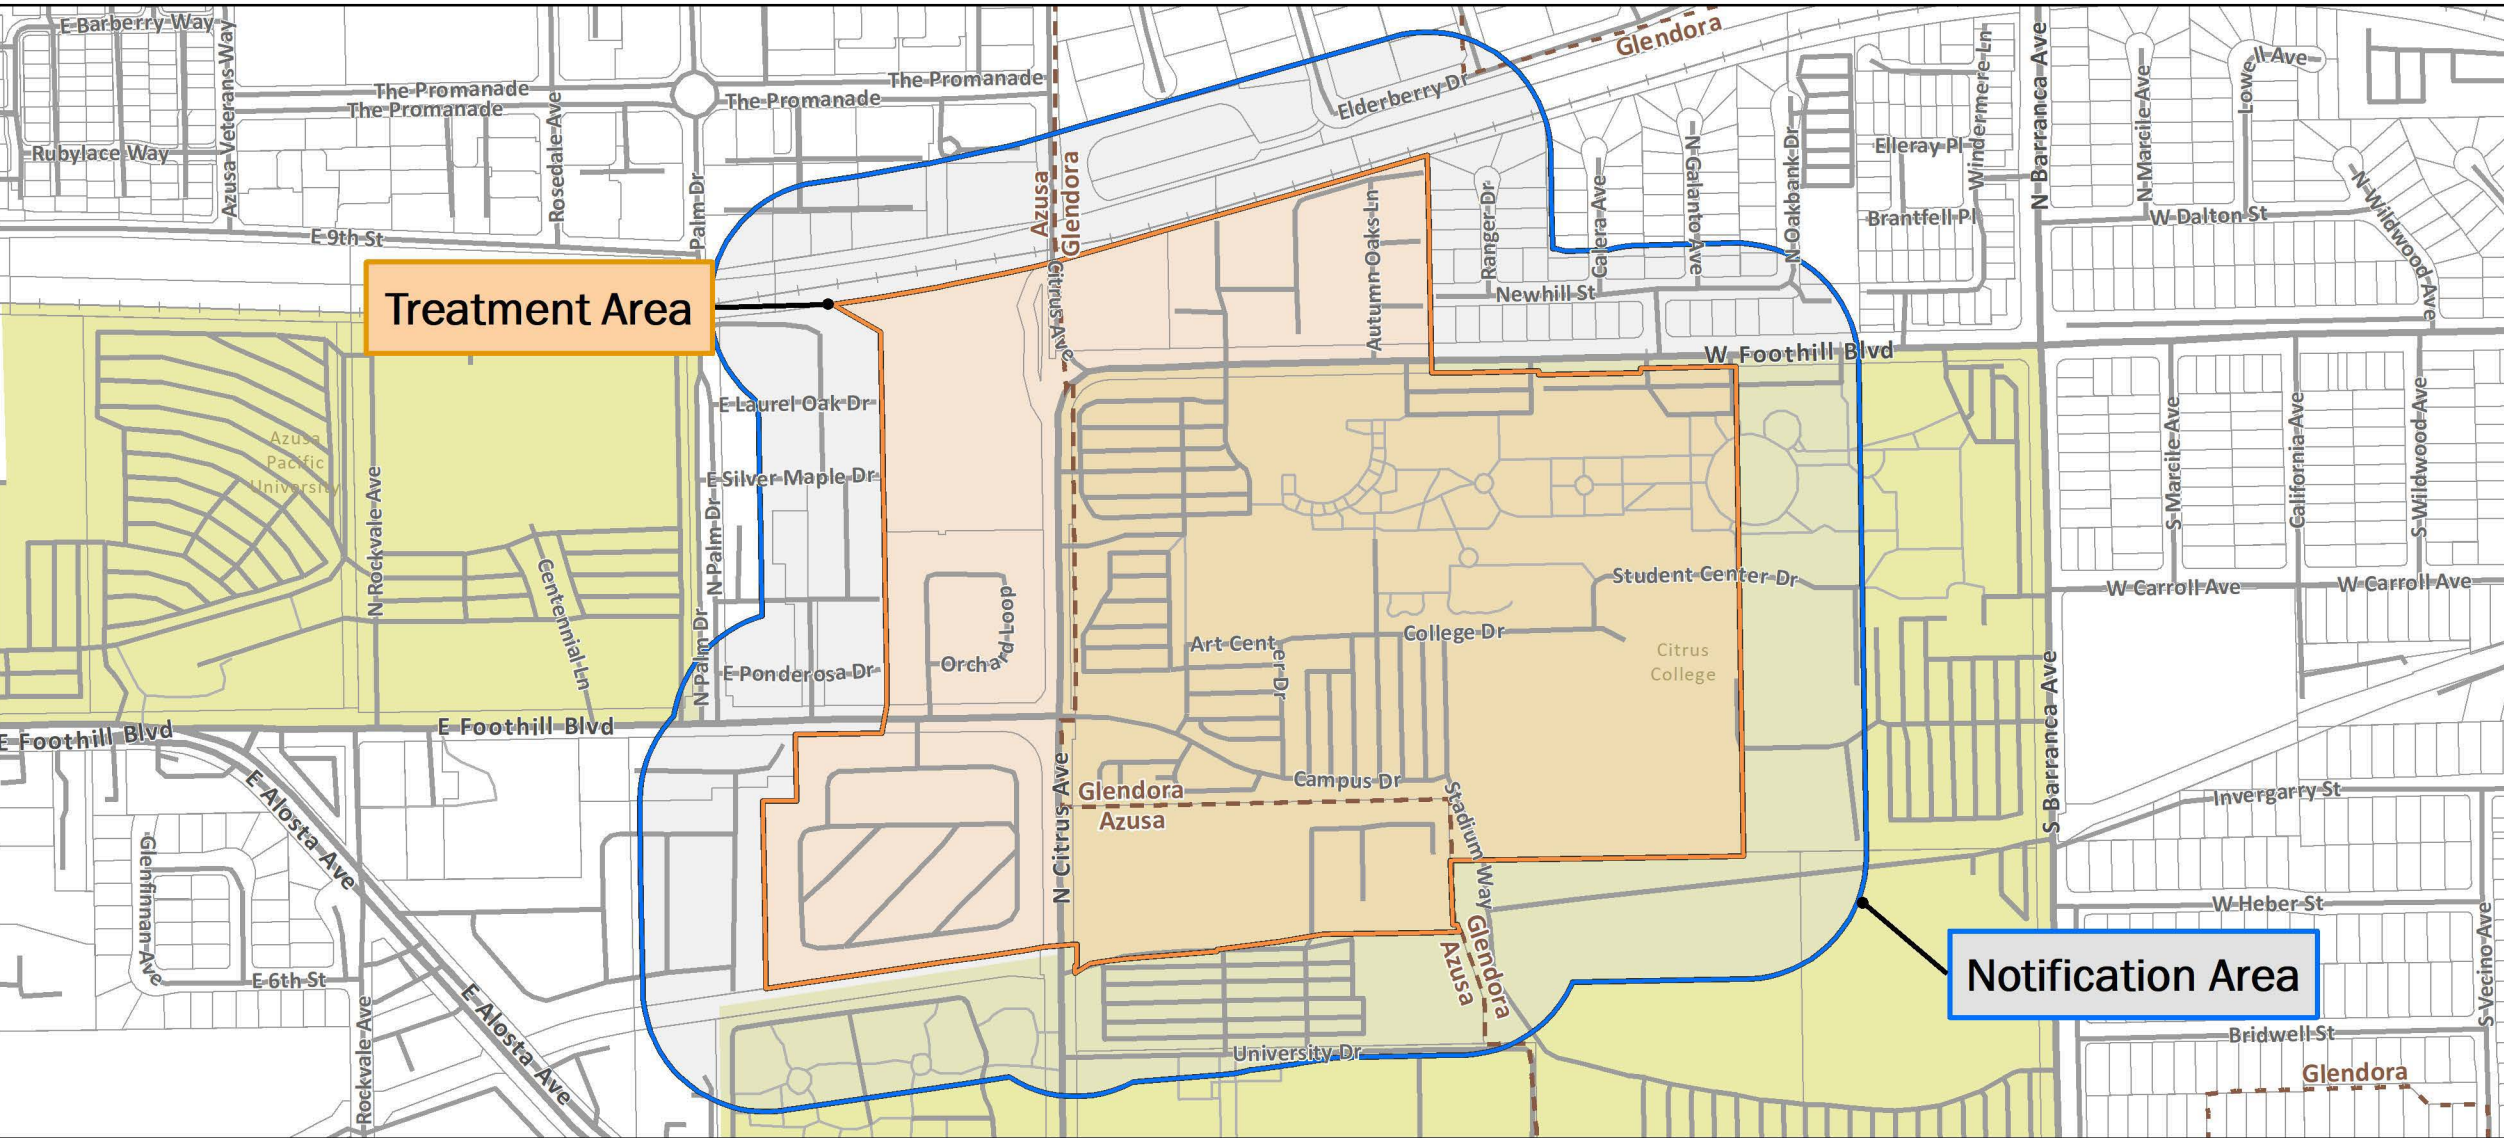 E Barberry Way
Azusa Veterans Way
Rubylace Way
The Promanade
The Promanade
Rosedale Ave
The Promanade
The Promanade
Palm Dr
E 9th St
Azusa
Glendora
Glendora
Elderberry Dr
Ranger Dr
Calera Ave
N Galanto Ave
N Oakbank Dr
Elleray Pl
Windermere Ln
Brantfell Pl
N Barranca Ave
N Marcile Ave
Lowe
ll Ave
W Dalton St
N Wildwood Ave
Treatment Area
Citrus Ave
Autumn Oaks Ln
Newhill St
W Foothill Blvd
Azusa
Pacific
University
N Rockvale Ave
Centennial Ln
N Palm Dr
N Palm Dr
E Laurel Oak Dr
E Silver Maple Dr
E Ponderosa Dr
Orchard Loop
Art Center Dr
College Dr
Student Center Dr
Citrus
College
S Marcile Ave
California Ave
S Wildwood Ave
W Carroll Ave
W Carroll Ave
E Foothill Blvd
E Foothill Blvd
E Alosta Ave
Glenfinnan Ave
E 6th St
Rockvale Ave
E Alosta Ave
N Citrus Ave
Glendora
Azusa
Campus Dr
Stadium Way
Glendora
Azusa
University Dr
S Barranca Ave
Invergarry St
W Heber St
Notification Area
S Vecino Ave
Bridwell St
Glendora